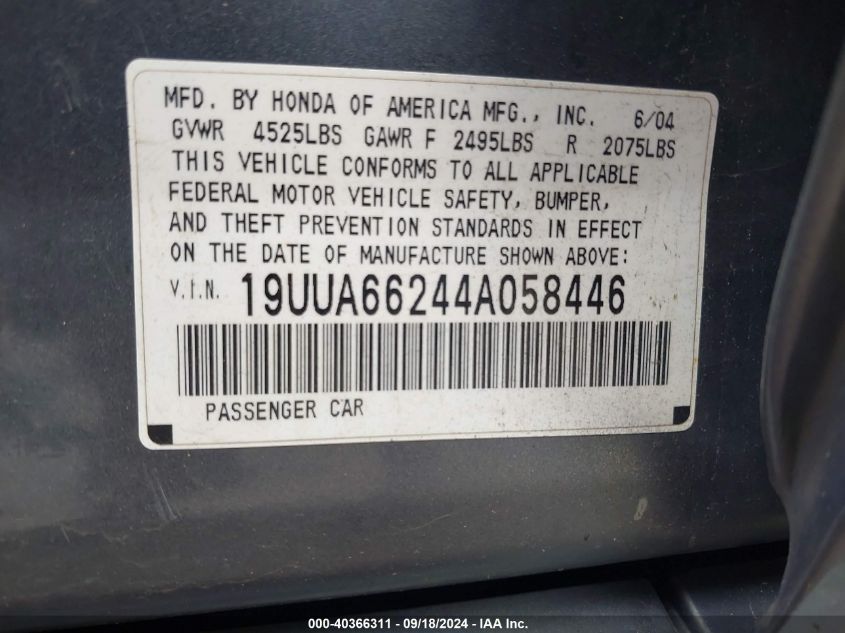 MFD. BY HONDA OF AMERICA MFG., INC. 6/04
GVWR 4525LBS GAWR F 2495LBS R 2075LBS
THIS VEHICLE CONFORMS TO ALL APPLICABLE
FEDERAL MOTOR VEHICLE SAFETY, BUMPER,
AND THEFT PREVENTION STANDARDS IN EFFECT
ON THE DATE OF MANUFACTURE SHOWN ABOVE:
V.I.N. 19UUA66244A058446
PASSENGER CAR
000-40366311 - 09/18/2024 - IAA Inc.